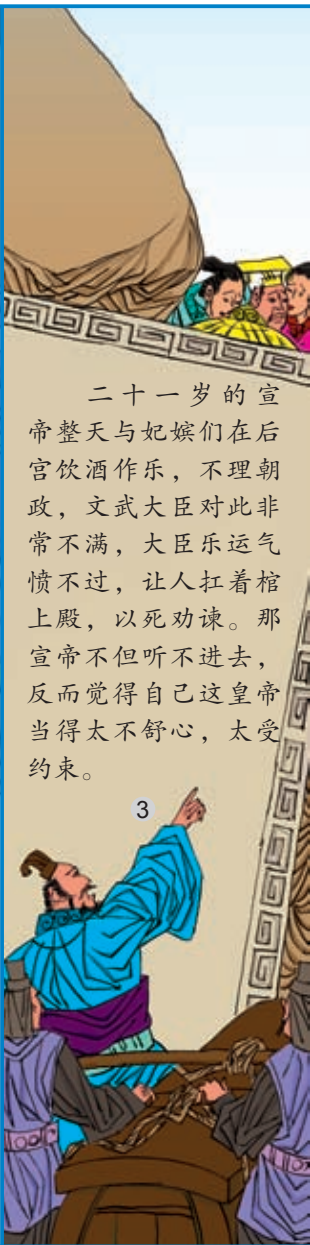 二十一岁的宣
帝整天与妃嫔们在后
宫饮酒作乐，不理朝
政，文武大臣对此非
常不满，大臣乐运气
愤不过，让人扛着棺
上殿，以死劝谏。那
宣帝不但听不进去，
反而觉得自己这皇帝
当得太不舒心，太受
约束。
3